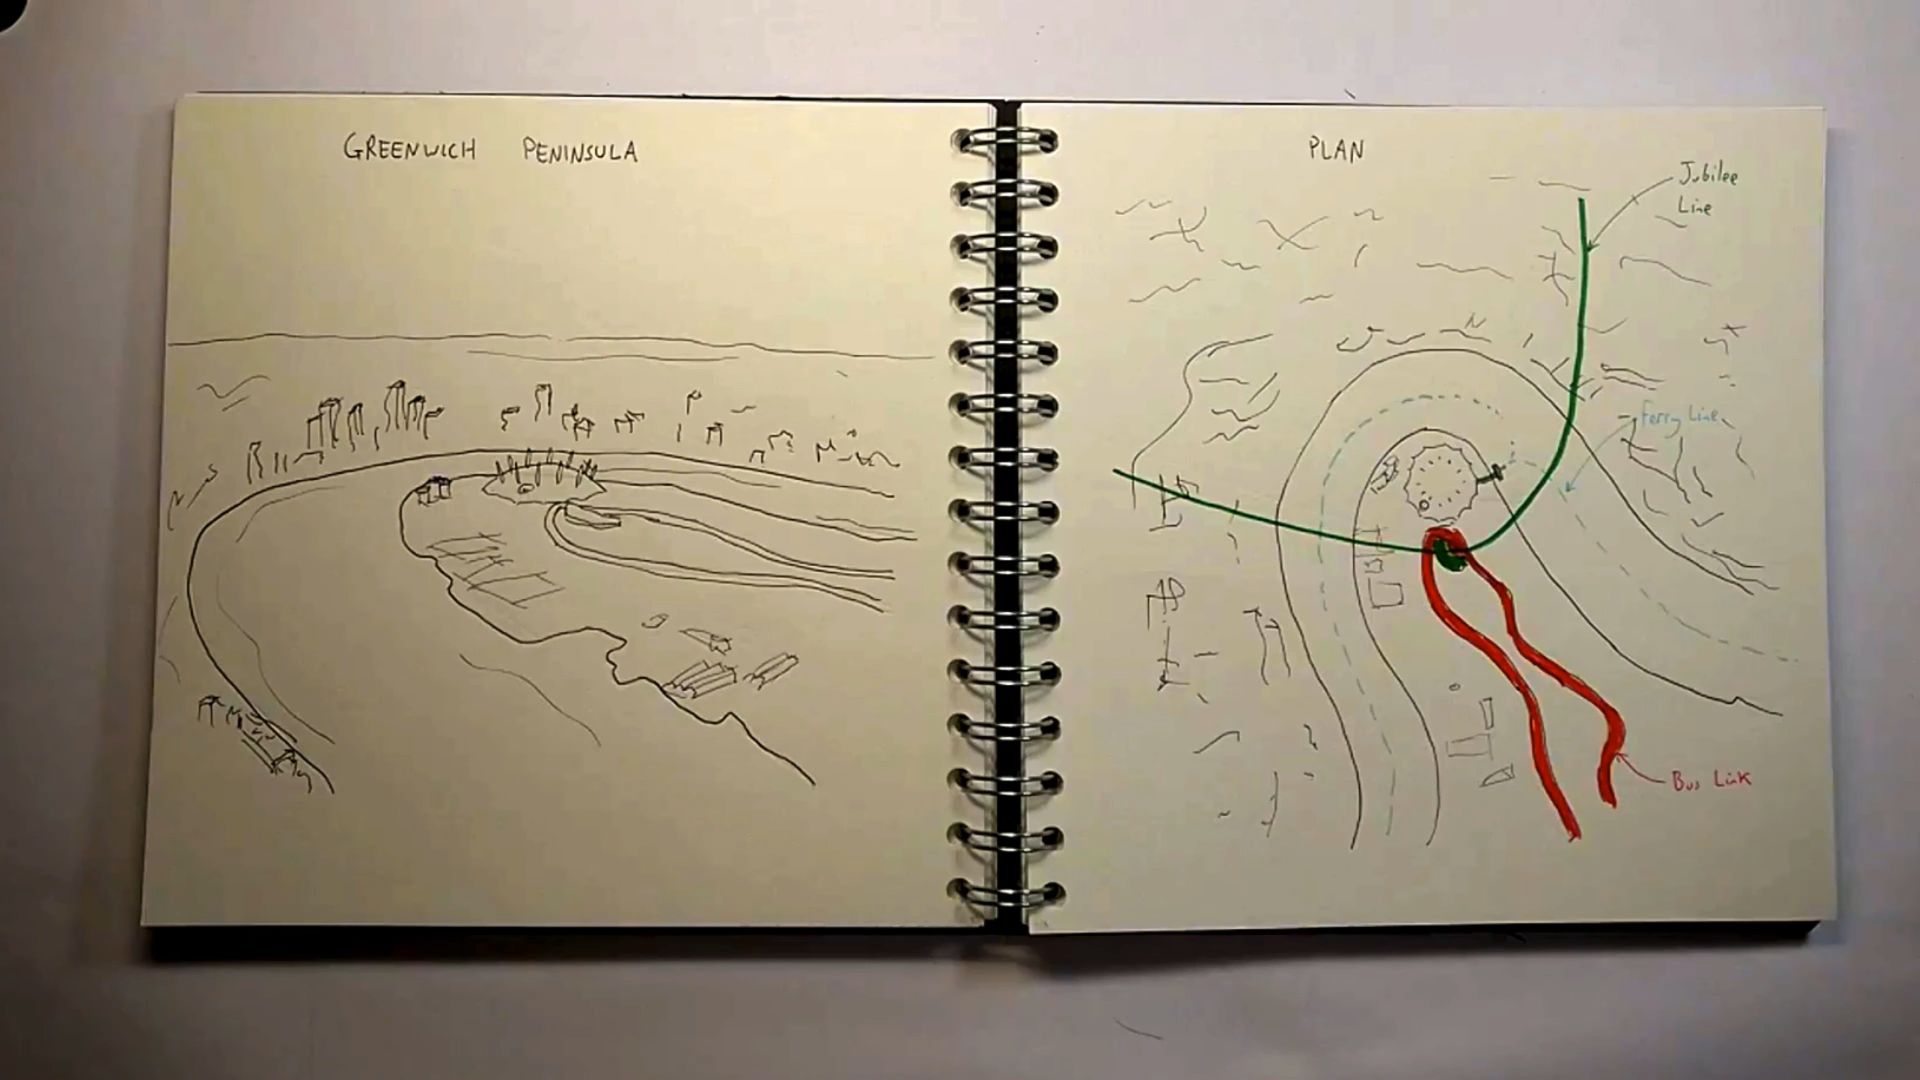 GREENWICH PENINSULA
PLAN
Jubilee
Line
Ferry Line
Bus Link